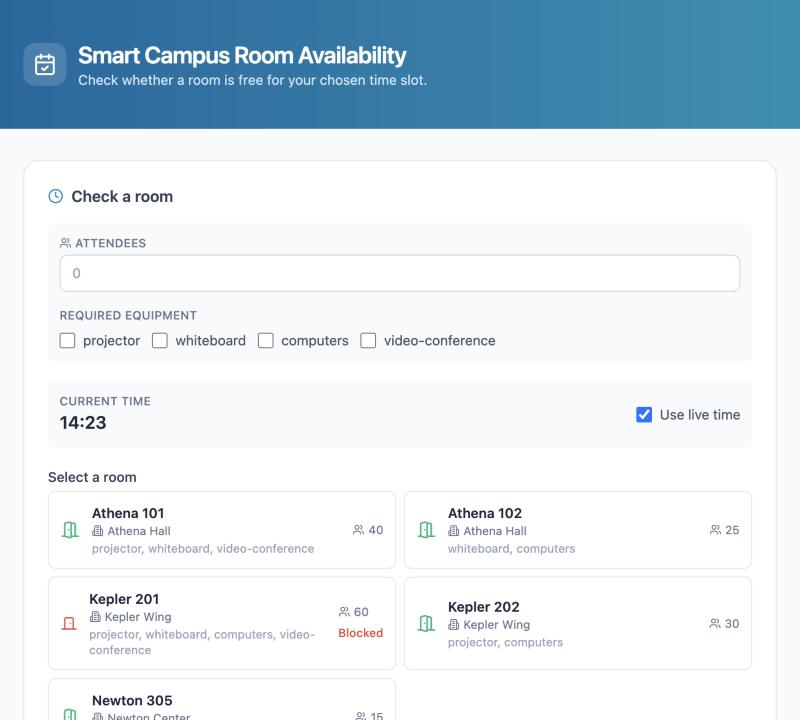 Smart Campus Room Availability
Check whether a room is free for your chosen time slot.
Check a room
ATTENDEES
0
REQUIRED EQUIPMENT
projector
whiteboard
computers
video-conference
CURRENT TIME
14:23
Use live time
Select a room
Athena 101
Athena Hall
projector, whiteboard, video-conference
40
Athena 102
Athena Hall
whiteboard, computers
25
Kepler 201
Kepler Wing
projector, whiteboard, computers, video-
conference
60
Blocked
Kepler 202
Kepler Wing
projector, computers
30
Newton 305
Newton Center
15